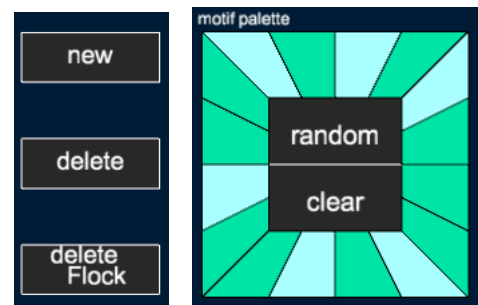 new
delete
delete
Flock
motif palette
random
clear